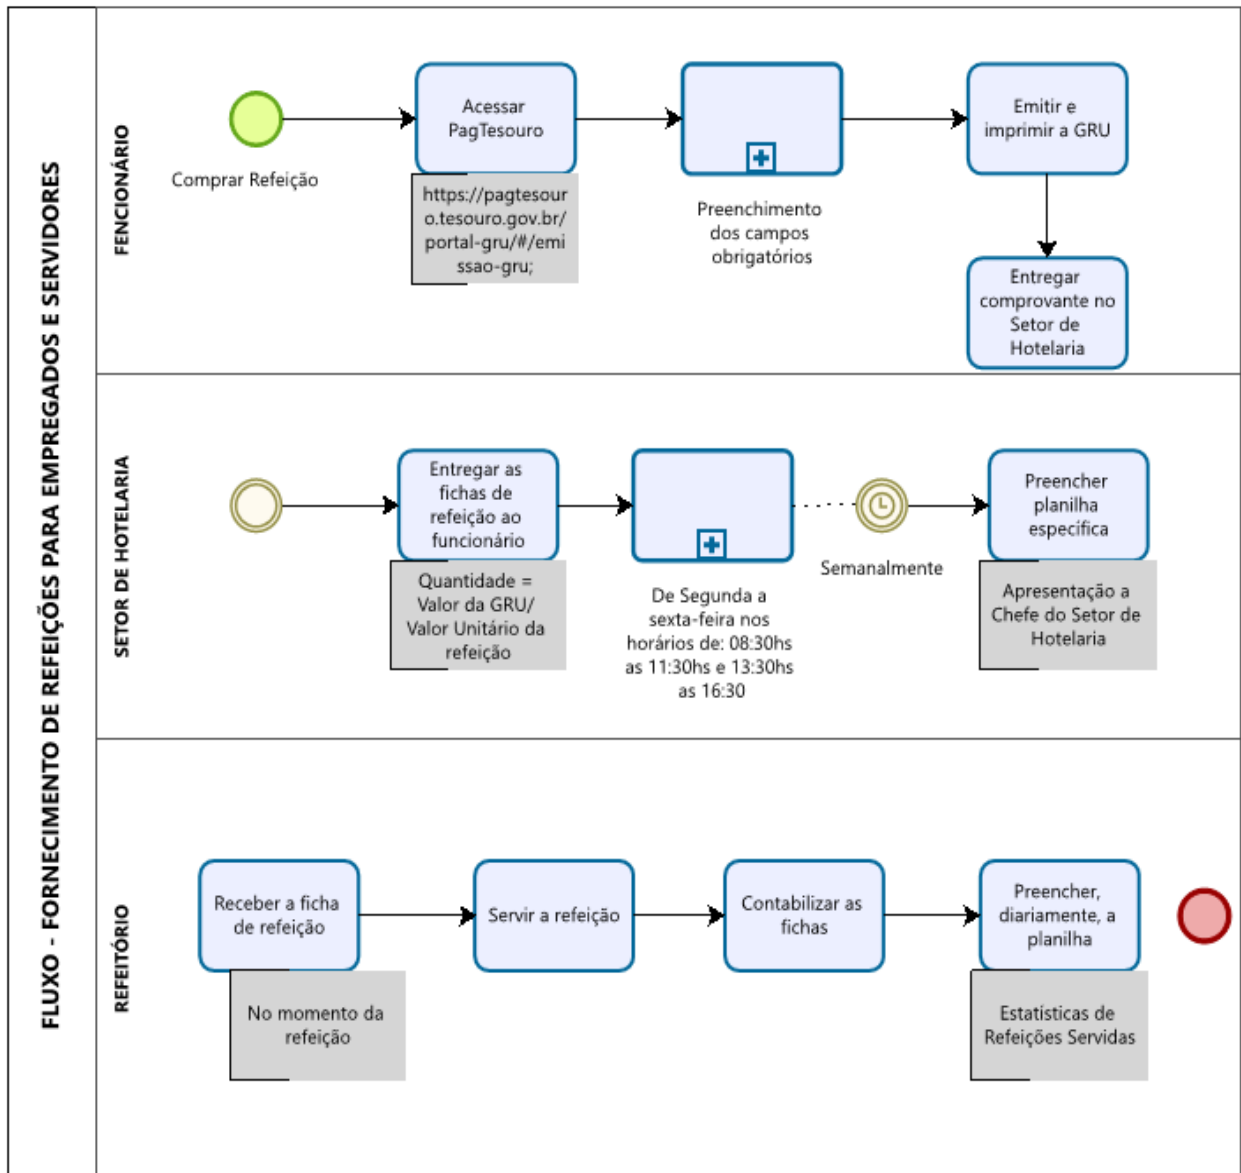 FLUXO - FORNECIMENTO DE REFEIÇÕES PARA EMPREGADOS E SERVIDORES
FENCIONÁRIO
Comprar Refeição
Acessar
PagTesouro
https://pagtesour
o.tesouro.gov.br/
portal-gru/#/emi
ssao-gru;
Preenchimento
dos campos
obrigatórios
Emitir e
imprimir a GRU
Entregar
comprovante no
Setor de
Hotelaria
SETOR DE HOTELARIA
Entregar as
fichas de
refeição ao
funcionário
Quantidade =
Valor da GRU/
Valor Unitário da
refeição
De Segunda a
sexta-feira nos
horários de: 08:30hs
as 11:30hs e 13:30hs
as 16:30
Semanalmente
Preencher
planilha
especifica
Apresentação a
Chefe do Setor de
Hotelaria
REFEITÓRIO
Receber a ficha
de refeição
No momento da
refeição
Servir a refeição
Contabilizar as
fichas
Preencher,
diariamente, a
planilha
Estatísticas de
Refeições Servidas